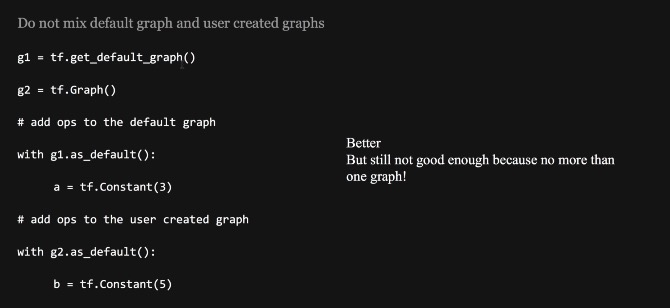 Do not mix default graph and user created graphs
g1 = tf.get_default_graph()
g2 = tf.Graph()
# add ops to the default graph
with g1.as_default():
a = tf.Constant(3)
# add ops to the user created graph
with g2.as_default():
b = tf.Constant(5)
Better
But still not good enough because no more than
one graph!